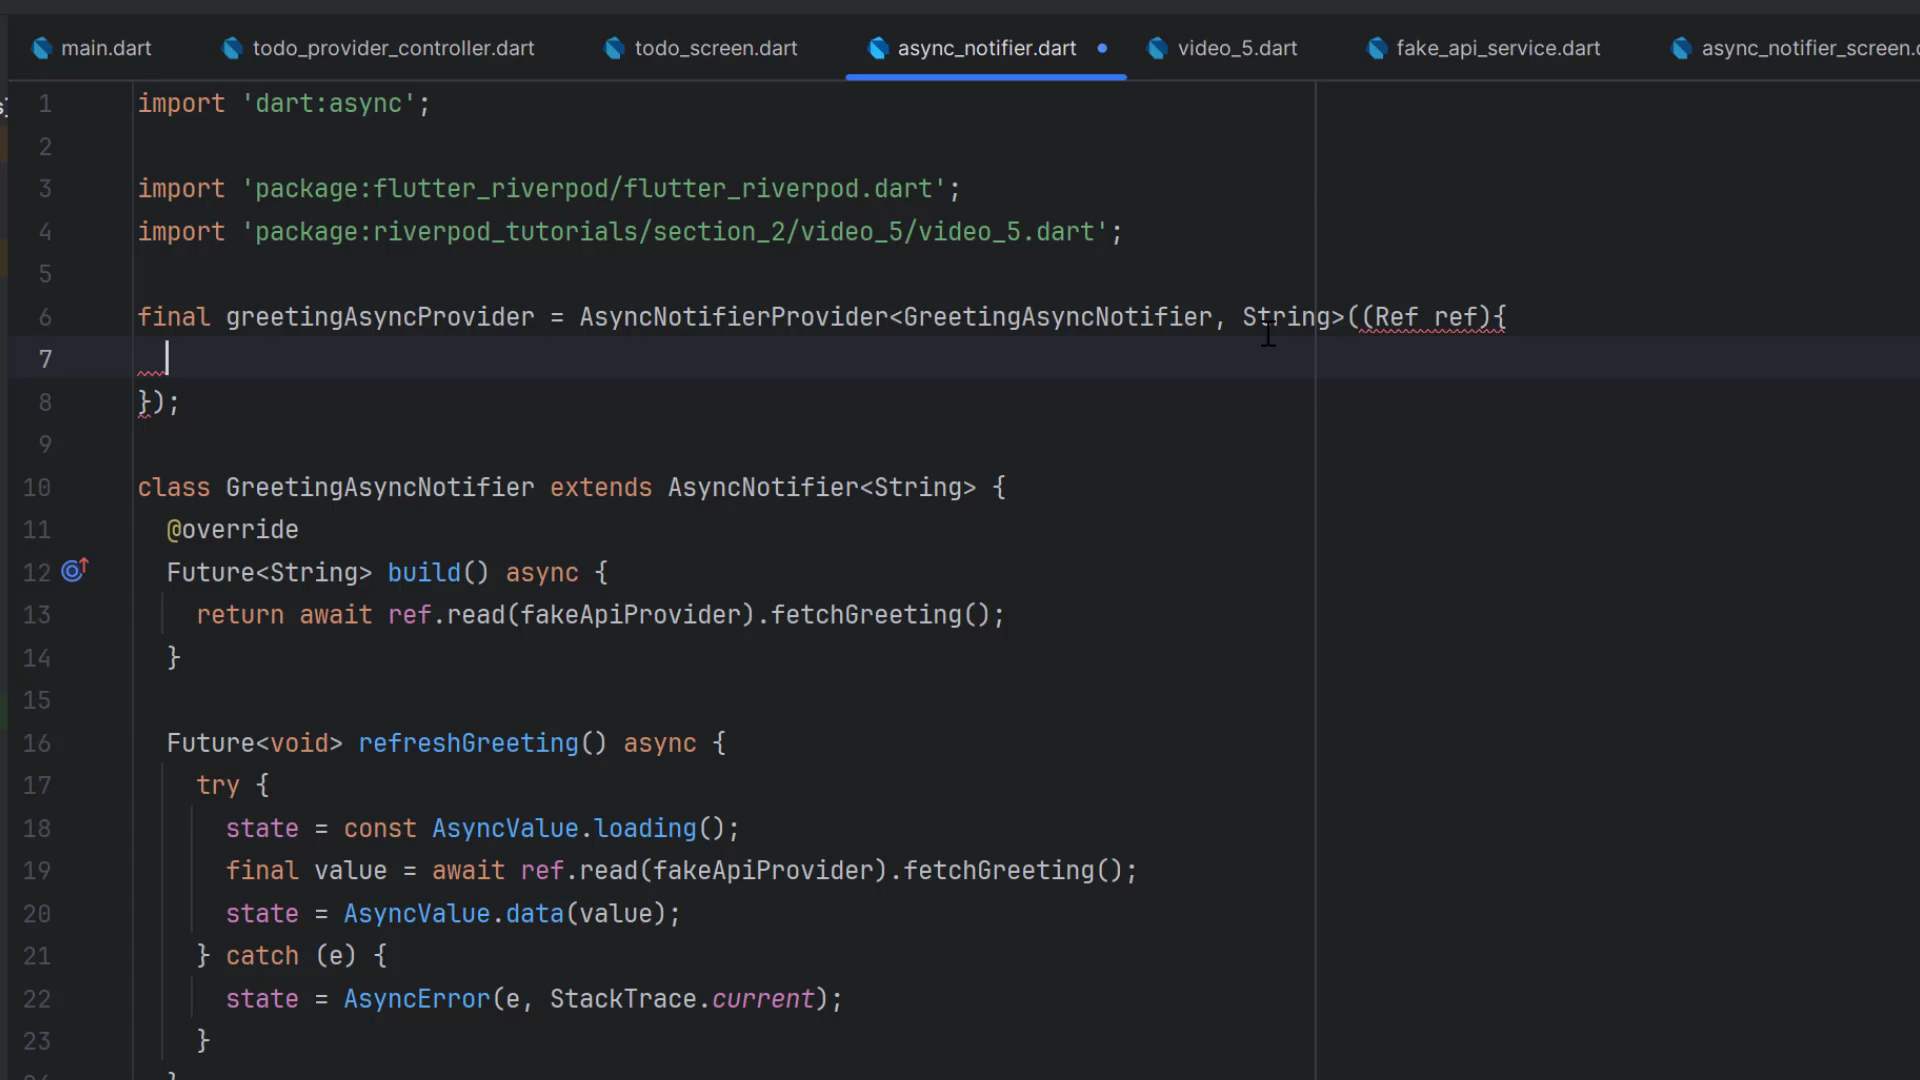 main.dart todo_provider_controller.dart todo_screen.dart async_notifier.dart video_5.dart fake_api_service.dart async_notifier_screen.
1 import 'dart:async';
2
3 import 'package:flutter_riverpod/flutter_riverpod.dart';
4 import 'package:riverpod_tutorials/section_2/video_5/video_5.dart';
5
6 final greetingAsyncProvider = AsyncNotifierProvider<GreetingAsyncNotifier, String>((Ref ref){
7
8 });
9
10 class GreetingAsyncNotifier extends AsyncNotifier<String> {
11 @override
12 Future<String> build() async {
13 return await ref.read(fakeApiProvider).fetchGreeting();
14 }
15
16 Future<void> refreshGreeting() async {
17 try {
18 state = const AsyncValue.loading();
19 final value = await ref.read(fakeApiProvider).fetchGreeting();
20 state = AsyncValue.data(value);
21 } catch (e) {
22 state = AsyncError(e, StackTrace.current);
23 }